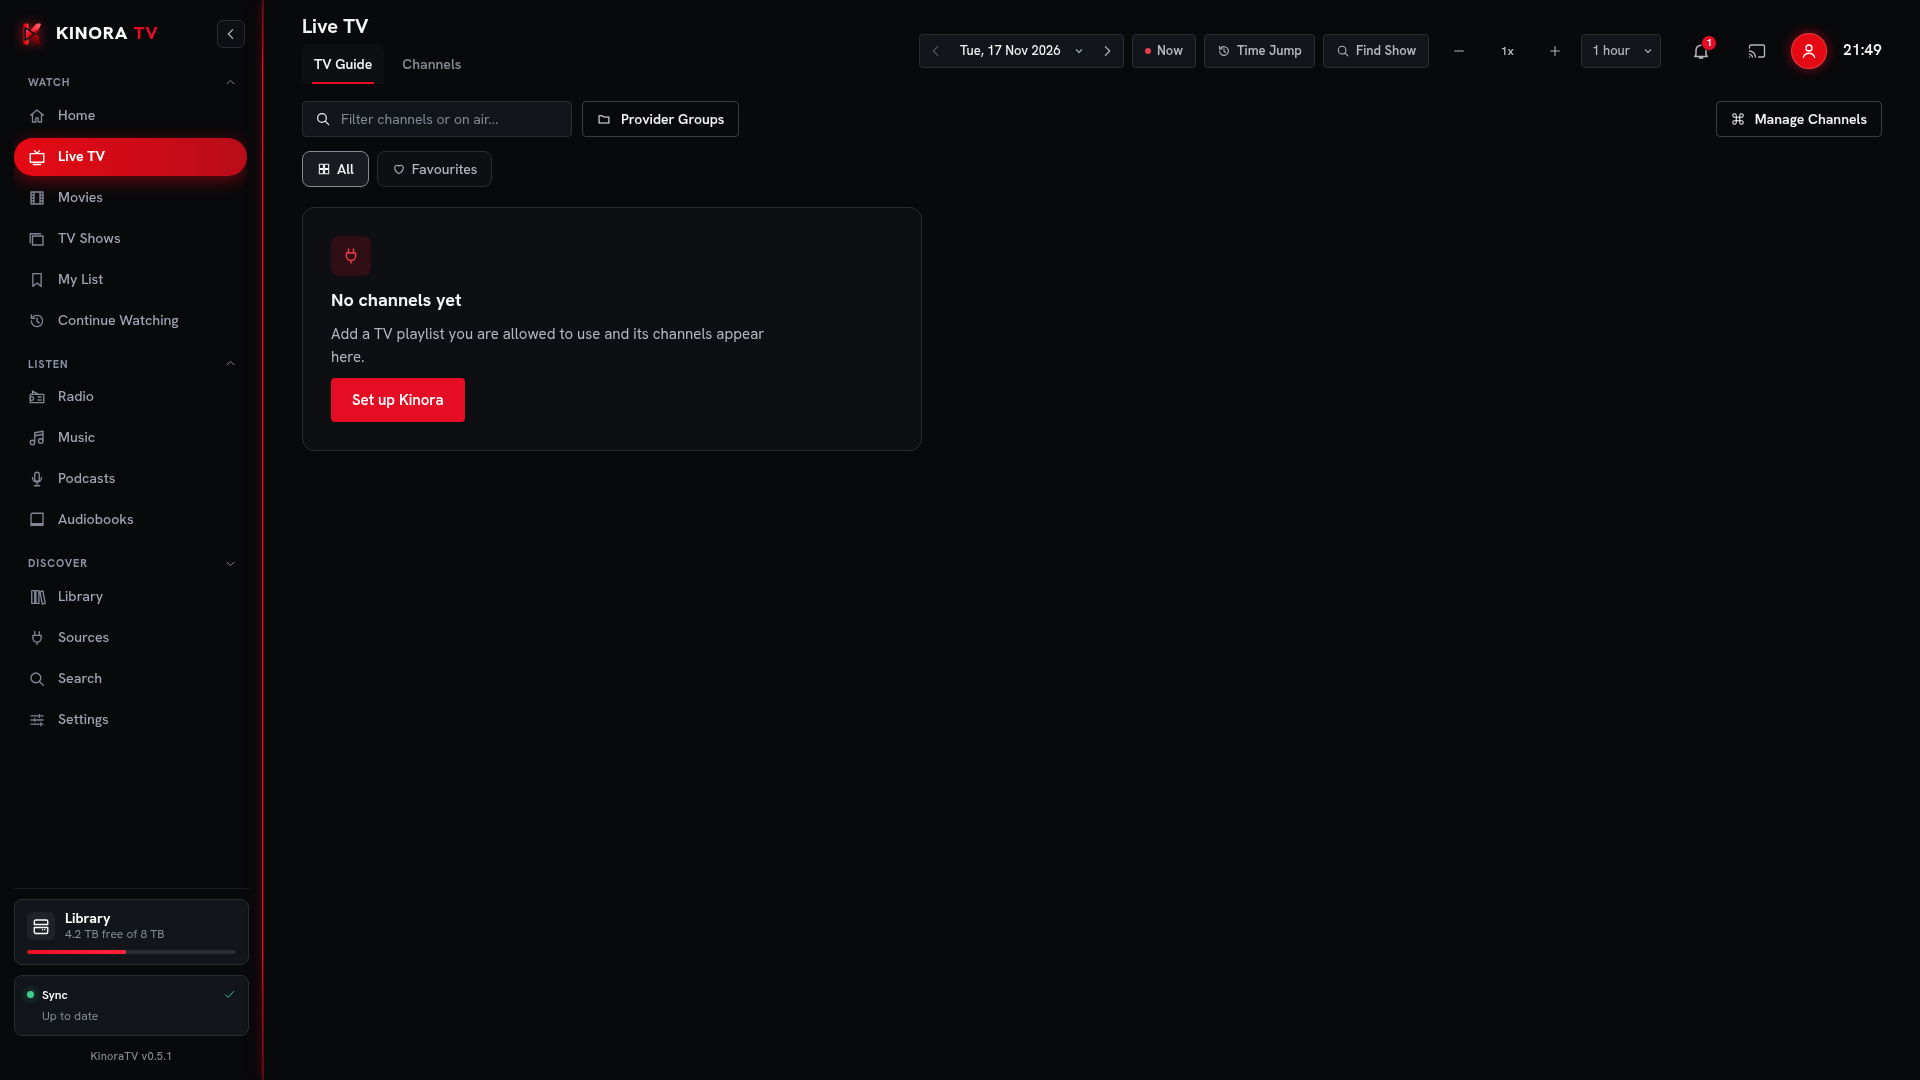 KINORA TV
WATCH
Home
Live TV
Movies
TV Shows
My List
Continue Watching
LISTEN
Radio
Music
Podcasts
Audiobooks
DISCOVER
Library
Sources
Search
Settings
Library
4.2 TB free of 8 TB
Sync
Up to date
KinoraTV v0.5.1
Live TV
TV Guide Channels
Tue, 17 Nov 2026 Now Time Jump Find Show 1x 1 hour 1 21:49
Filter channels or on air... Provider Groups Manage Channels
All Favourites
No channels yet
Add a TV playlist you are allowed to use and its channels appear
here.
Set up Kinora